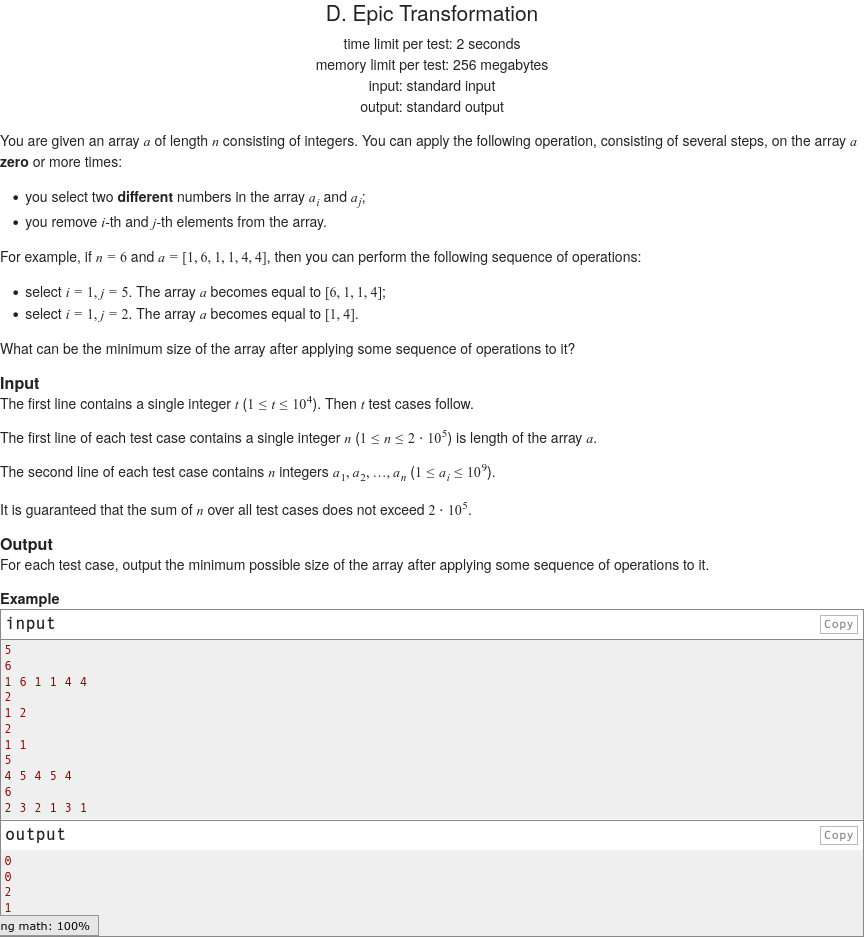 D. Epic Transformation
time limit per test: 2 seconds
memory limit per test: 256 megabytes
input: standard input
output: standard output
You are given an array a of length n consisting of integers. You can apply the following operation, consisting of several steps, on the array a
zero or more times:
• you select two different numbers in the array a_i and a_j;
• you remove i-th and j-th elements from the array.
For example, if n = 6 and a = [1, 6, 1, 1, 4, 4], then you can perform the following sequence of operations:
• select i = 1, j = 5. The array a becomes equal to [6, 1, 1, 4];
• select i = 1, j = 2. The array a becomes equal to [1, 4].
What can be the minimum size of the array after applying some sequence of operations to it?
Input
The first line contains a single integer t (1 ≤ t ≤ 10^4). Then t test cases follow.
The first line of each test case contains a single integer n (1 ≤ n ≤ 2 · 10^5) is length of the array a.
The second line of each test case contains n integers a_1, a_2, …, a_n (1 ≤ a_i ≤ 10^9).
It is guaranteed that the sum of n over all test cases does not exceed 2 · 10^5.
Output
For each test case, output the minimum possible size of the array after applying some sequence of operations to it.
Example
input Copy
5
6
1 6 1 1 4 4
2
1 2
2
1 1
5
4 5 4 5 4
6
2 3 2 1 3 1
output Copy
0
0
2
1
ng math: 100%